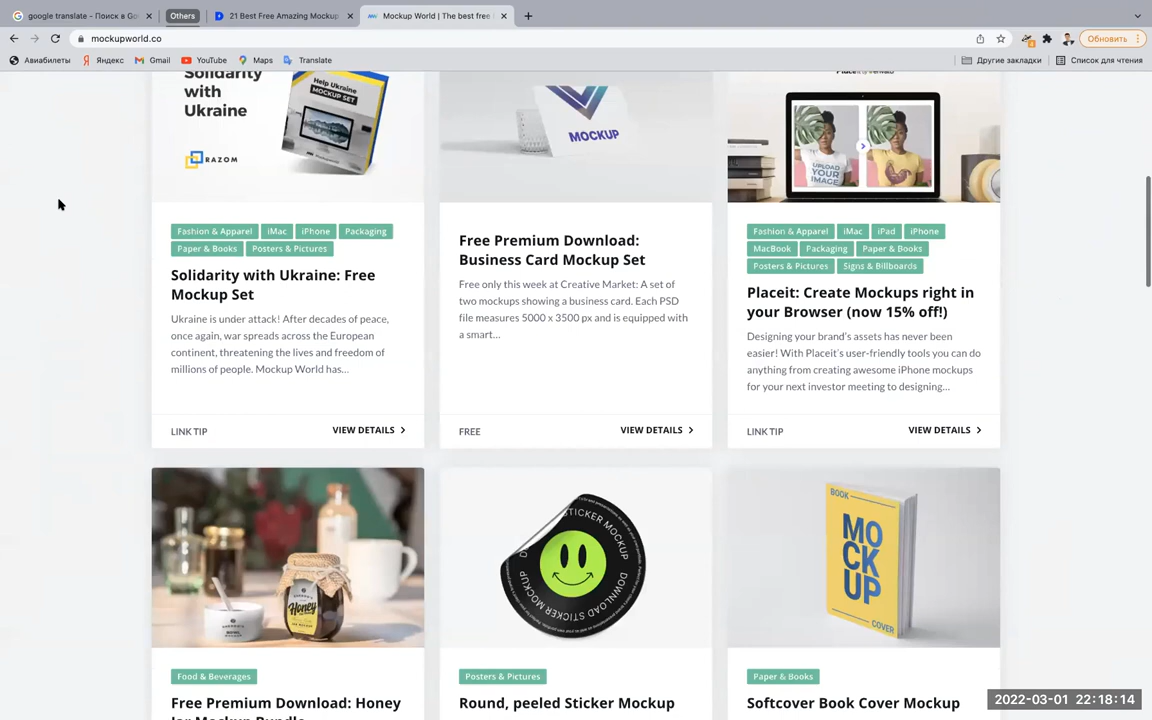 google translate - Поиск в Go
Others
21 Best Free Amazing Mockup
Mockup World | The best free
mockupworld.co
Обновить
Авиабилеты
Яндекс
Gmail
YouTube
Maps
Translate
Другие закладки
Список для чтения
Solidarity
with
Ukraine
Help Ukraine
MOCKUP SET
RAZOM
MOCKUP
UPLOAD
YOUR
IMAGE
Fashion & Apparel iMac iPhone Packaging
Paper & Books Posters & Pictures
Solidarity with Ukraine: Free
Mockup Set
Ukraine is under attack! After decades of peace,
once again, war spreads across the European
continent, threatening the lives and freedom of
millions of people. Mockup World has...
LINK TIP
VIEW DETAILS
Free Premium Download:
Business Card Mockup Set
Free only this week at Creative Market: A set of
two mockups showing a business card. Each PSD
file measures 5000 x 3500 px and is equipped with
a smart...
FREE
VIEW DETAILS
Fashion & Apparel iMac iPad iPhone
MacBook Packaging Paper & Books
Posters & Pictures Signs & Billboards
Placeit: Create Mockups right in
your Browser (now 15% off!)
Designing your brand's assets has never been
easier! With Placeit's user-friendly tools you can do
anything from creating awesome iPhone mockups
for your next investor meeting to designing...
LINK TIP
VIEW DETAILS
Honey
STICKER MOCKUP
DOWNLOAD STICKER MOCKUP
BOOK
MO
CK
UP
COVER
Food & Beverages
Free Premium Download: Honey
Jar Mockup Bundle
Posters & Pictures
Round, peeled Sticker Mockup
Paper & Books
Softcover Book Cover Mockup
2022-03-01 22:18:14